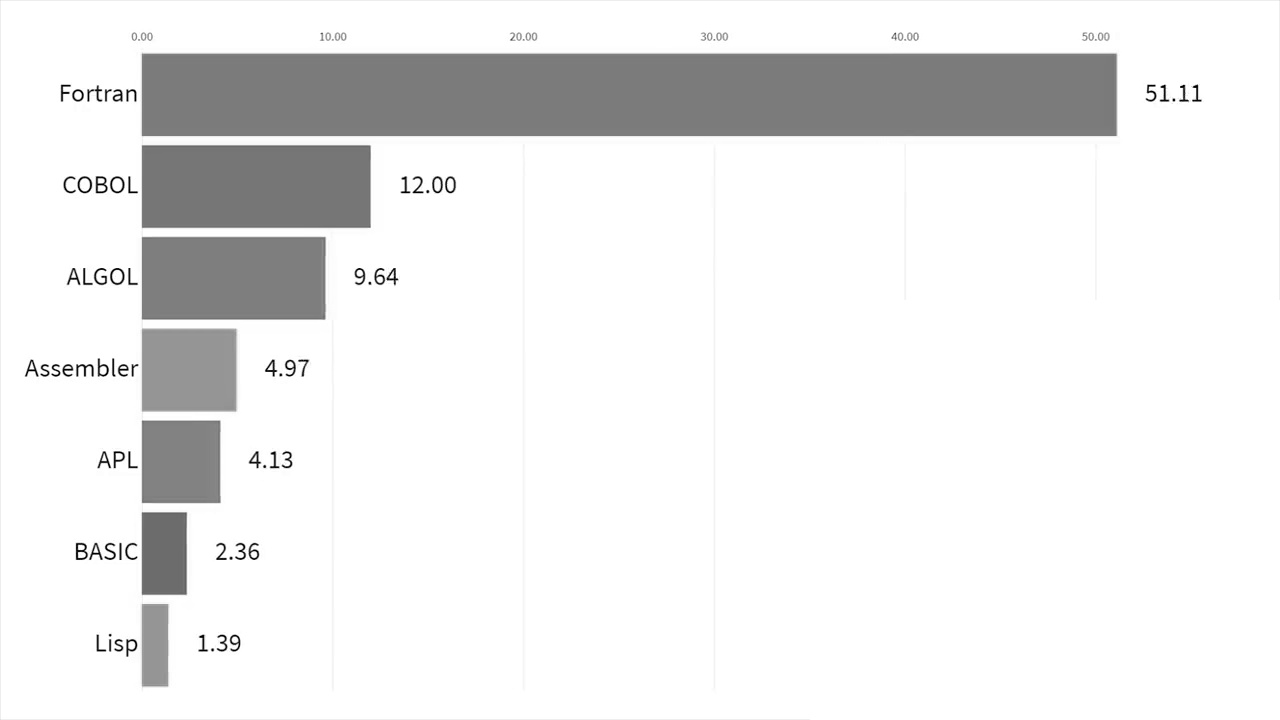 0.00 10.00 20.00 30.00 40.00 50.00
Fortran 51.11
COBOL 12.00
ALGOL 9.64
Assembler 4.97
APL 4.13
BASIC 2.36
Lisp 1.39